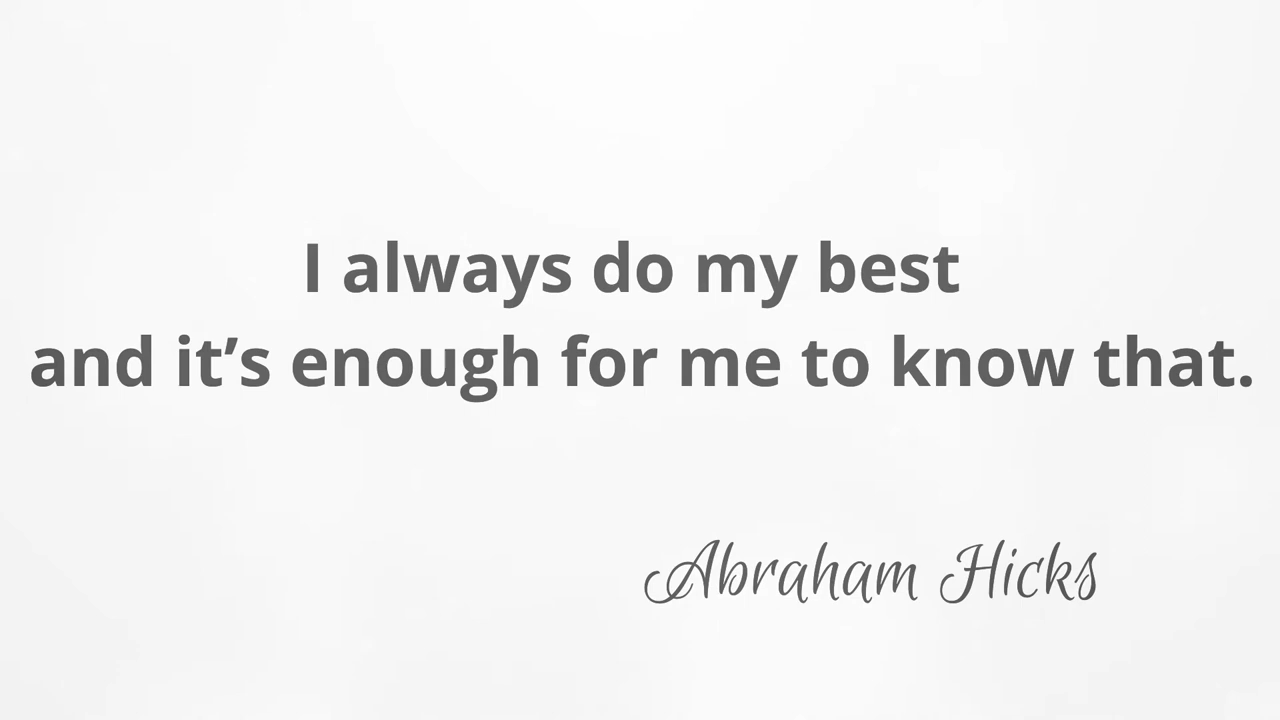 I always do my best
and it’s enough for me to know that.
Abraham Hicks